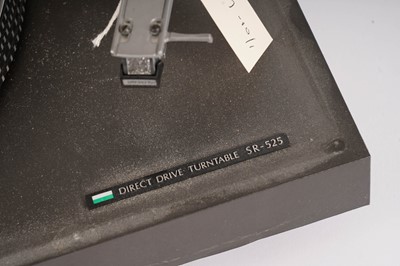 DIRECT DRIVE TURNTABLE SR-525